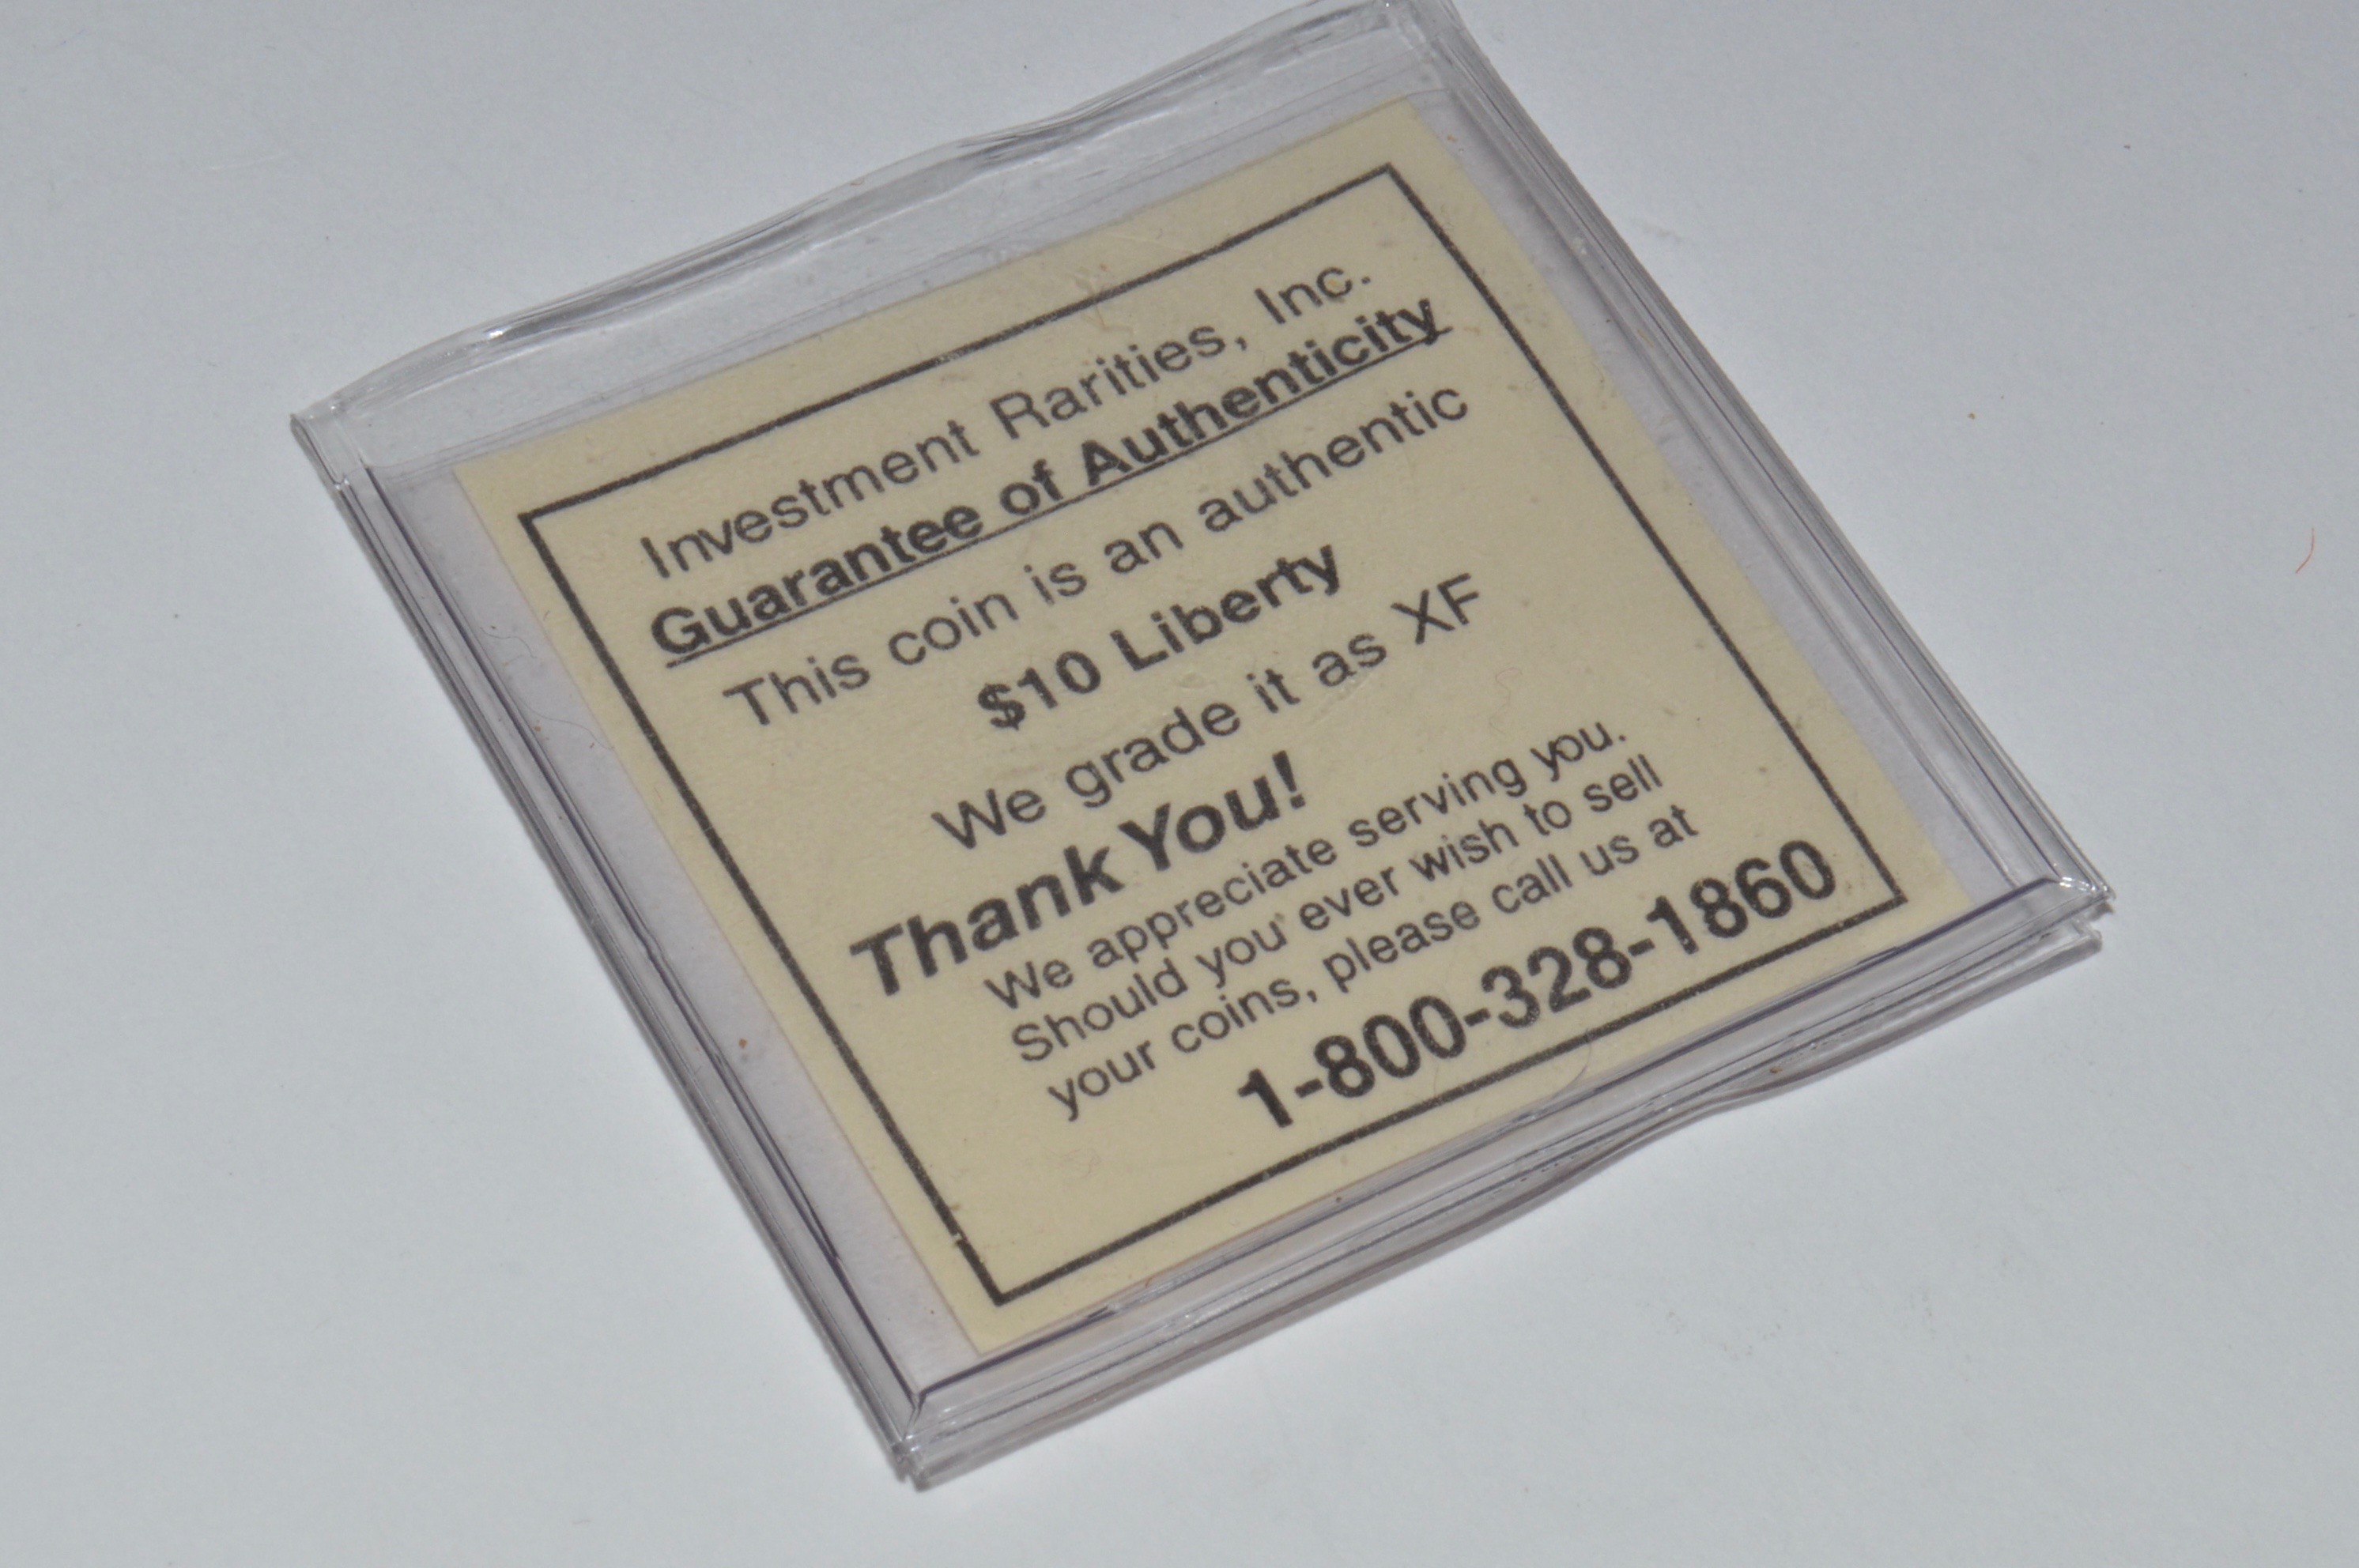 Investment Rarities, Inc.
Guarantee of Authenticity
This coin is an authentic
$10 Liberty
We grade it as XF
Thank You!
We appreciate serving you.
Should you ever wish to sell
your coins, please call us at
1-800-328-1860